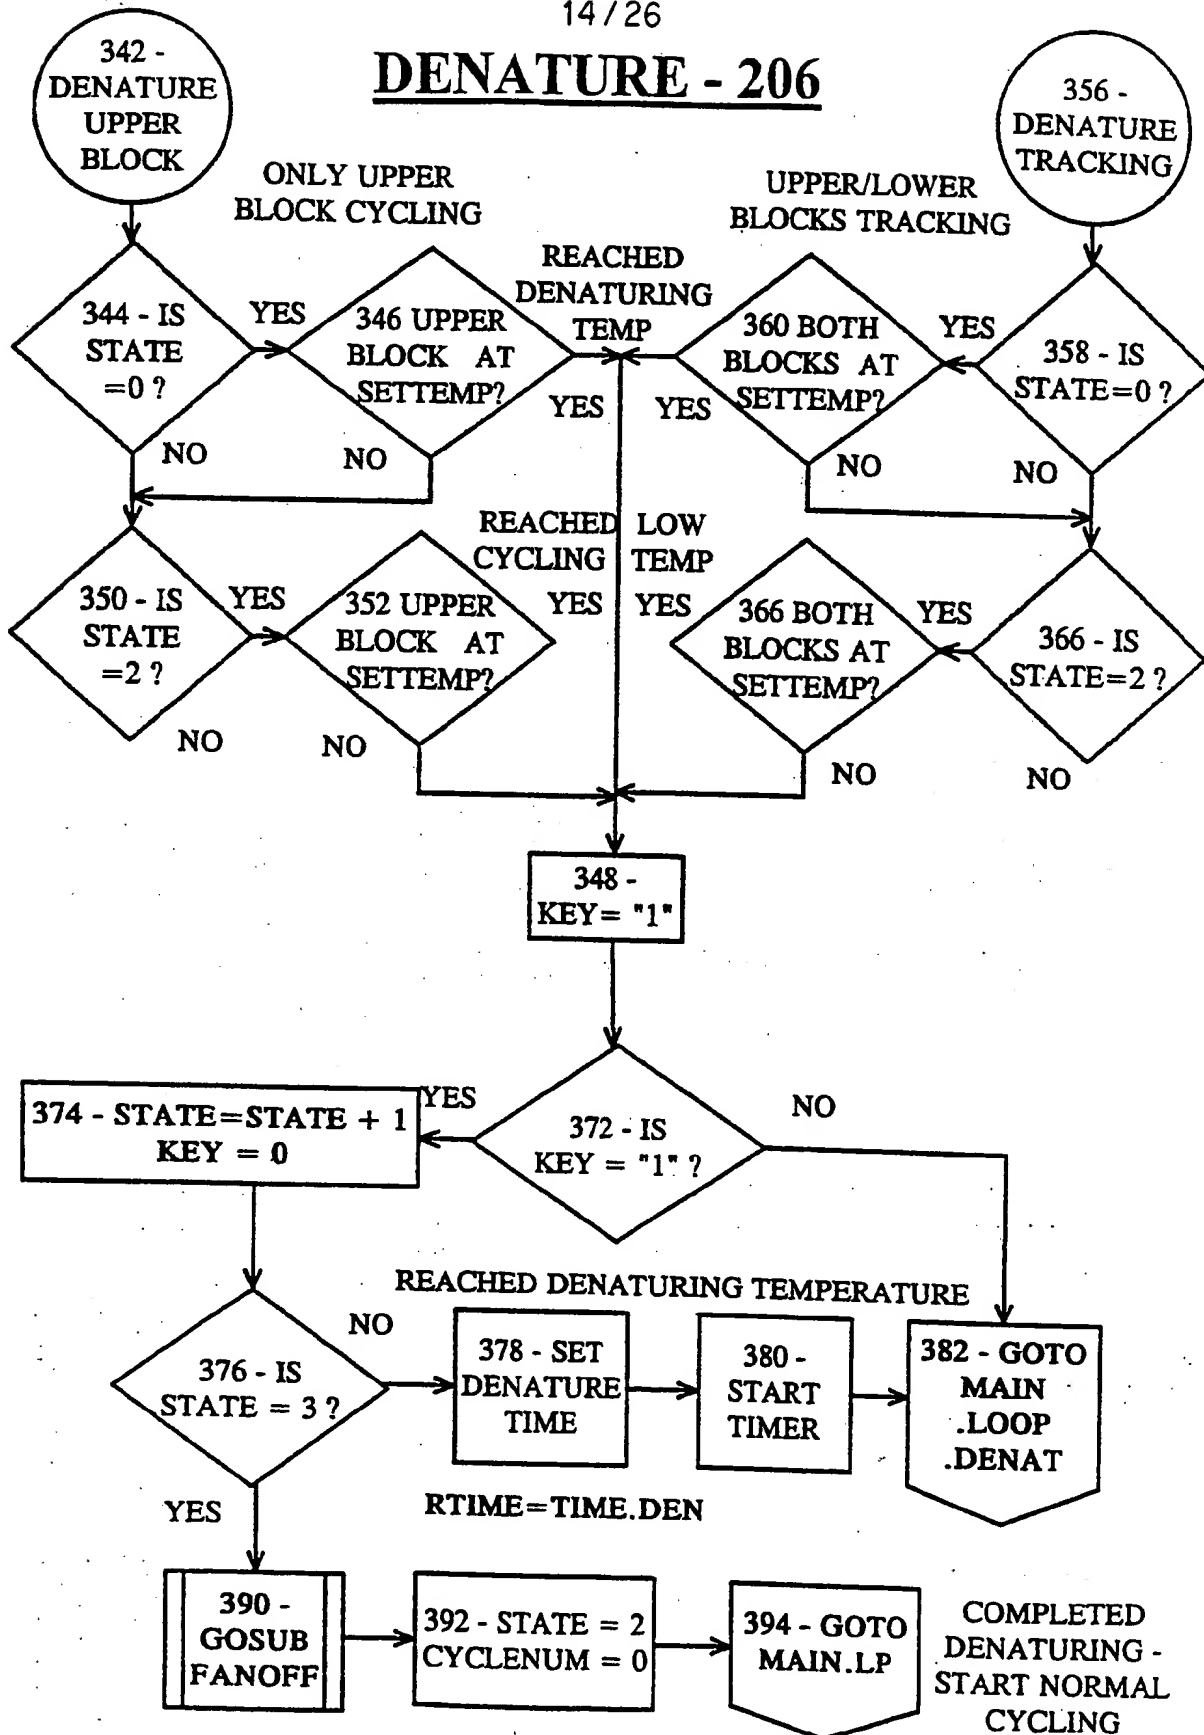 14/26
DENATURE - 206
342 -
DENATURE
UPPER
BLOCK
356 -
DENATURE
TRACKING
ONLY UPPER
BLOCK CYCLING
UPPER/LOWER
BLOCKS TRACKING
344 - IS
STATE
=0 ?
YES
NO
346 UPPER
BLOCK AT
SETTEMP?
YES
NO
REACHED
DENATURING
TEMP
360 BOTH
BLOCKS AT
SETTEMP?
YES
NO
YES
358 - IS
STATE=0 ?
NO
350 - IS
STATE
=2 ?
YES
NO
352 UPPER
BLOCK AT
SETTEMP?
YES
NO
REACHED LOW
CYCLING TEMP
366 BOTH
BLOCKS AT
SETTEMP?
YES
NO
YES
366 - IS
STATE=2 ?
NO
348 -
KEY= "1"
372 - IS
KEY = "1" ?
YES
NO
374 - STATE=STATE + 1
KEY = 0
REACHED DENATURING TEMPERATURE
376 - IS
STATE = 3 ?
NO
YES
378 - SET
DENATURE
TIME
380 -
START
TIMER
382 - GOTO
MAIN
.LOOP
.DENAT
RTIME=TIME.DEN
390 -
GOSUB
FANOFF
392 - STATE = 2
CYCLENUM = 0
394 - GOTO
MAIN.LP
COMPLETED
DENATURING -
START NORMAL
CYCLING